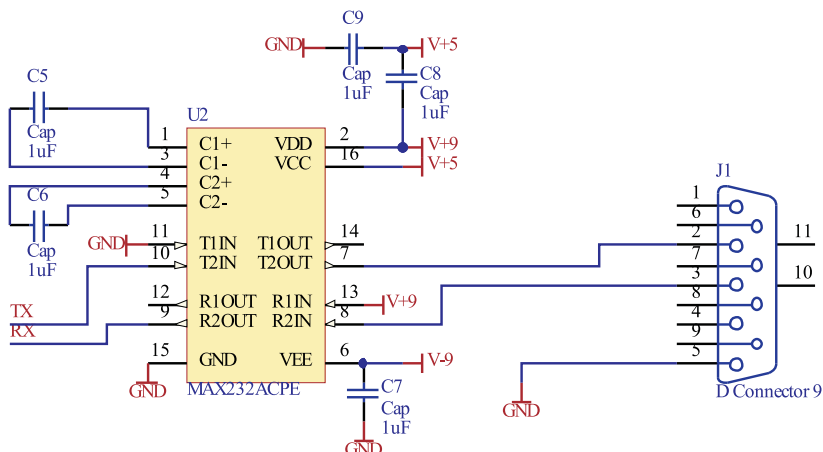 C9
GND
V+5
Cap
1uF
C8
Cap
1uF
C5
Cap
1uF
U2
1 C1+ VDD 2 V+9
3 C1- VCC 16 V+5
4 C2+
5 C2-
C6
Cap
1uF
GND 11 T1IN T1OUT 14
10 T2IN T2OUT 7
12 R1OUT R1IN 13 V+9
TX
9 R2OUT R2IN 8
RX
15 GND VEE 6 V-9
GND
MAX232ACPE
C7
Cap
1uF
GND
J1
1
6
2
7
3
8
4
9
5
11
10
GND
D Connector 9